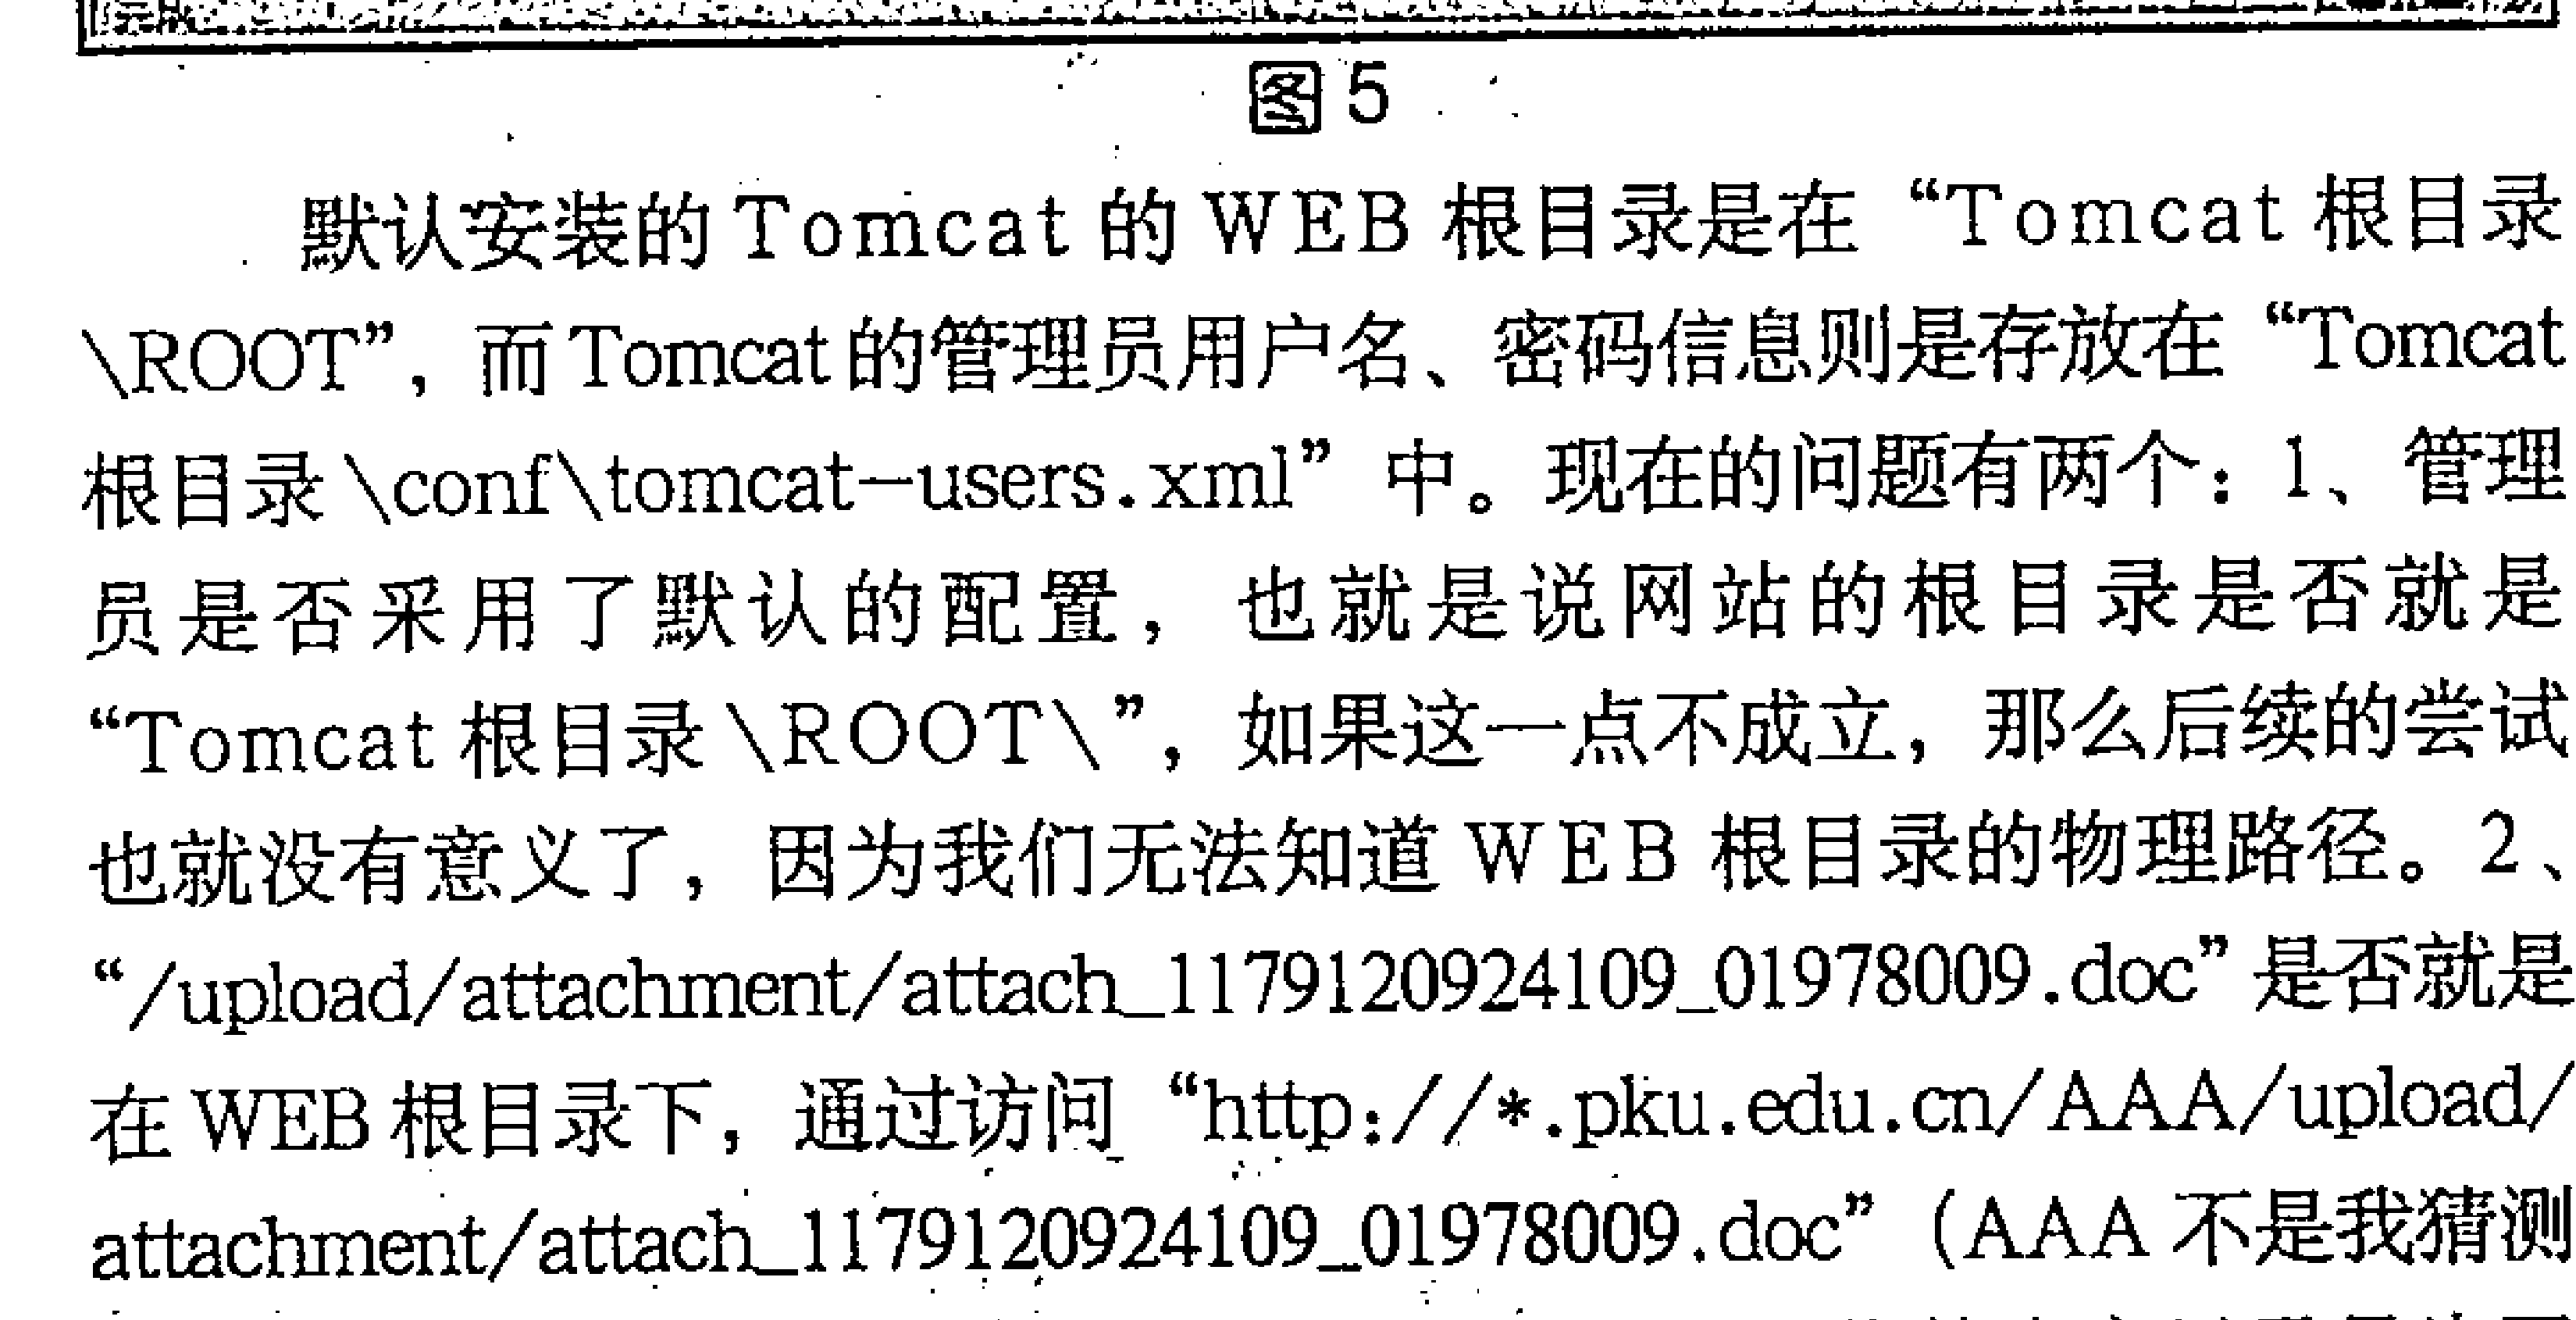 图5
默认安装的Tomcat的WEB根目录是在“Tomcat根目录
\ROOT”，而Tomcat的管理员用户名、密码信息则是存放在“Tomcat
根目录\conf\tomcat-users.xml”中。现在的问题有两个：1、管理
员是否采用了默认的配置，也就是说网站的根目录是否就是
“Tomcat根目录\ROOT\”，如果这一点不成立，那么后续的尝试
也就没有意义了，因为我们无法知道WEB根目录的物理路径。2、
“/upload/attachment/attach_1179120924109_01978009.doc”是否就是
在WEB根目录下，通过访问“http://*.pku.edu.cn/AAA/upload/
attachment/attach_1179120924109_01978009.doc”（AAA不是我猜测